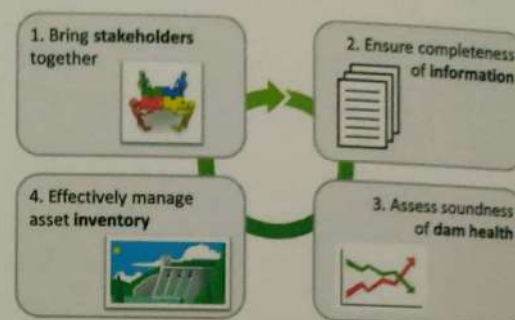 1. Bring stakeholders
together
2. Ensure completeness
of information
3. Assess soundness
of dam health
4. Effectively manage
asset inventory